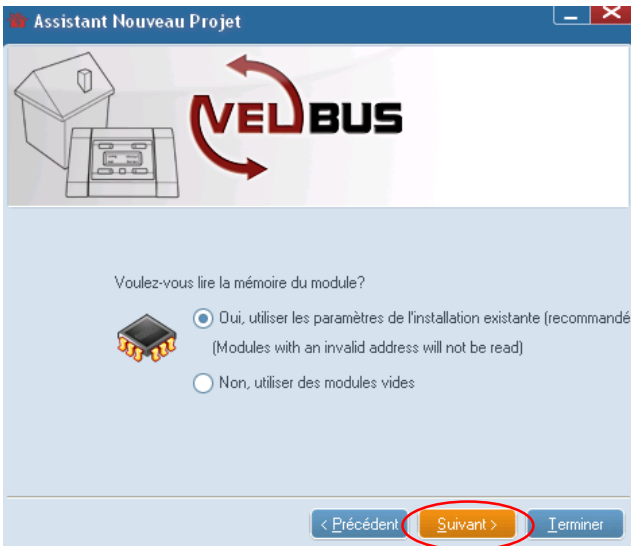 Assistant Nouveau Projet
VELBUS
Voulez-vous lire la mémoire du module?
Oui, utiliser les paramètres de l'installation existante (recommandé
(Modules with an invalid address will not be read)
Non, utiliser des modules vides
< Précédent
Suivant >
Terminer